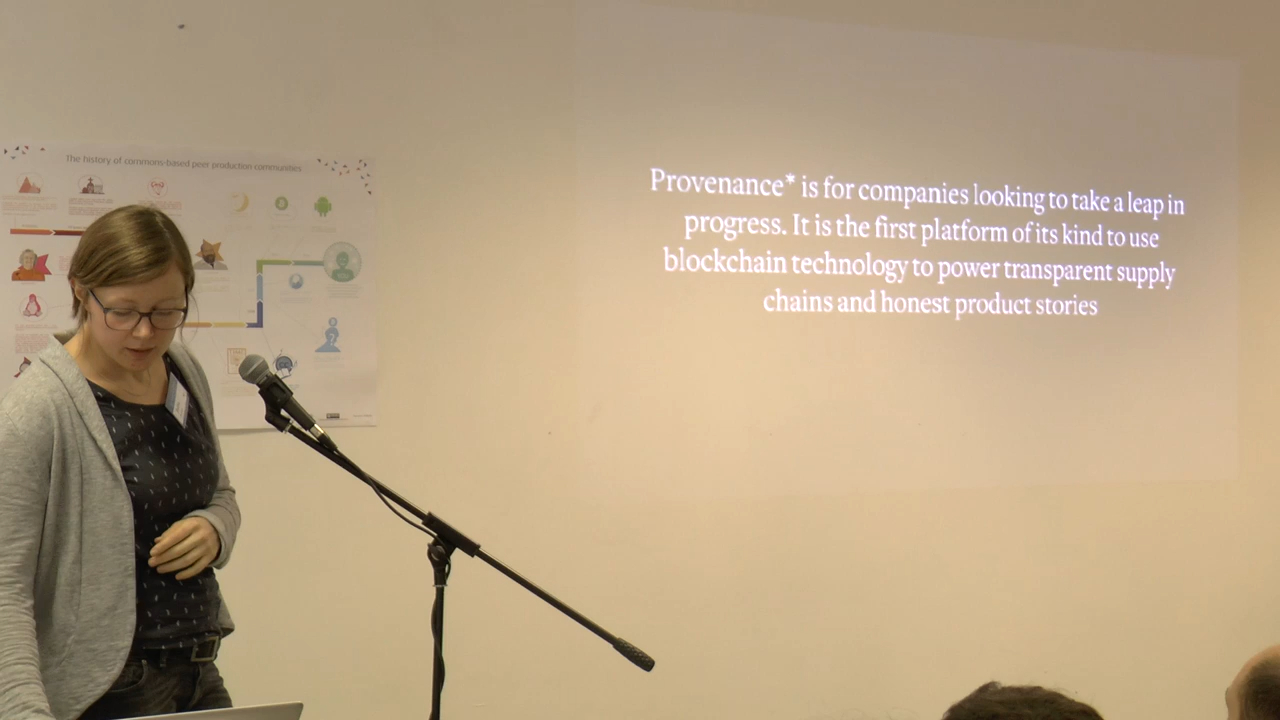 The history of commons-based peer production communities
Provenance* is for companies looking to take a leap in
progress. It is the first platform of its kind to use
blockchain technology to power transparent supply
chains and honest product stories